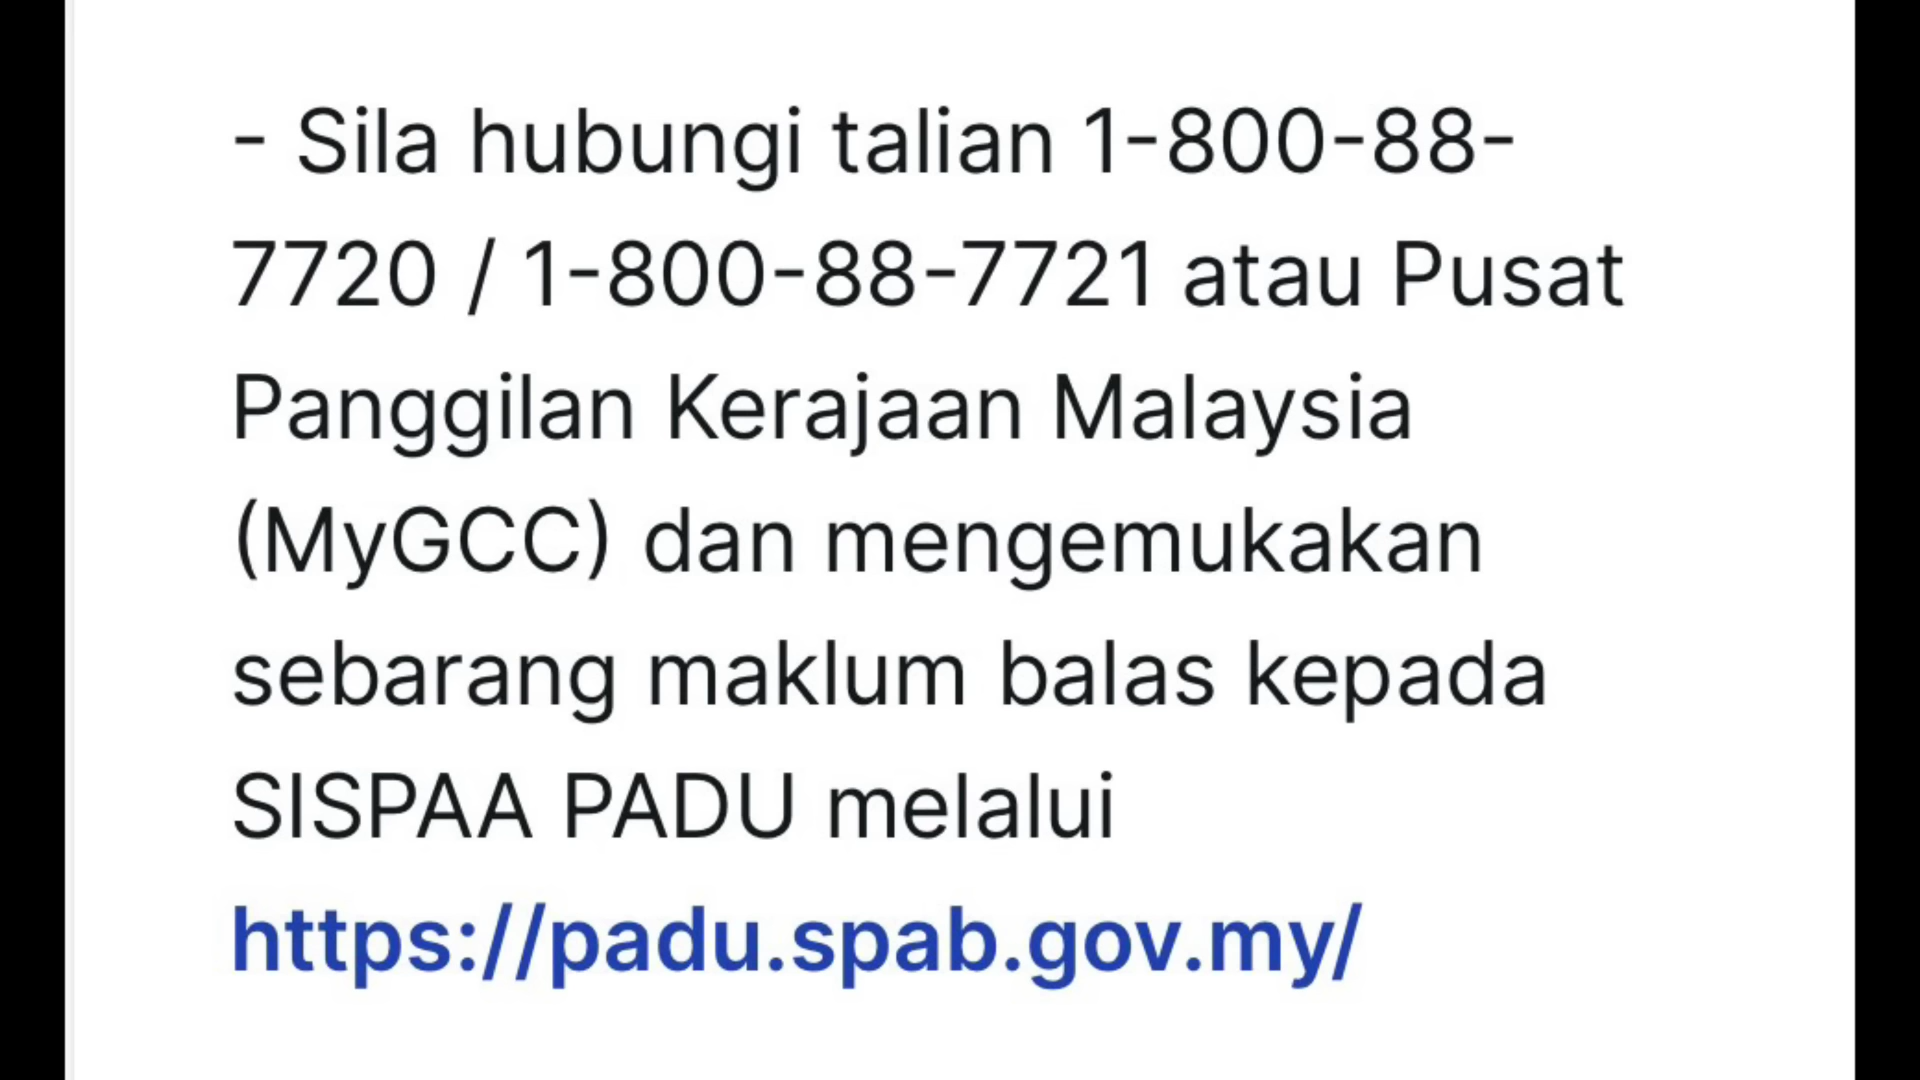 - Sila hubungi talian 1-800-88-
7720 / 1-800-88-7721 atau Pusat
Panggilan Kerajaan Malaysia
(MyGCC) dan mengemukakan
sebarang maklum balas kepada
SISPAA PADU melalui
https://padu.spab.gov.my/